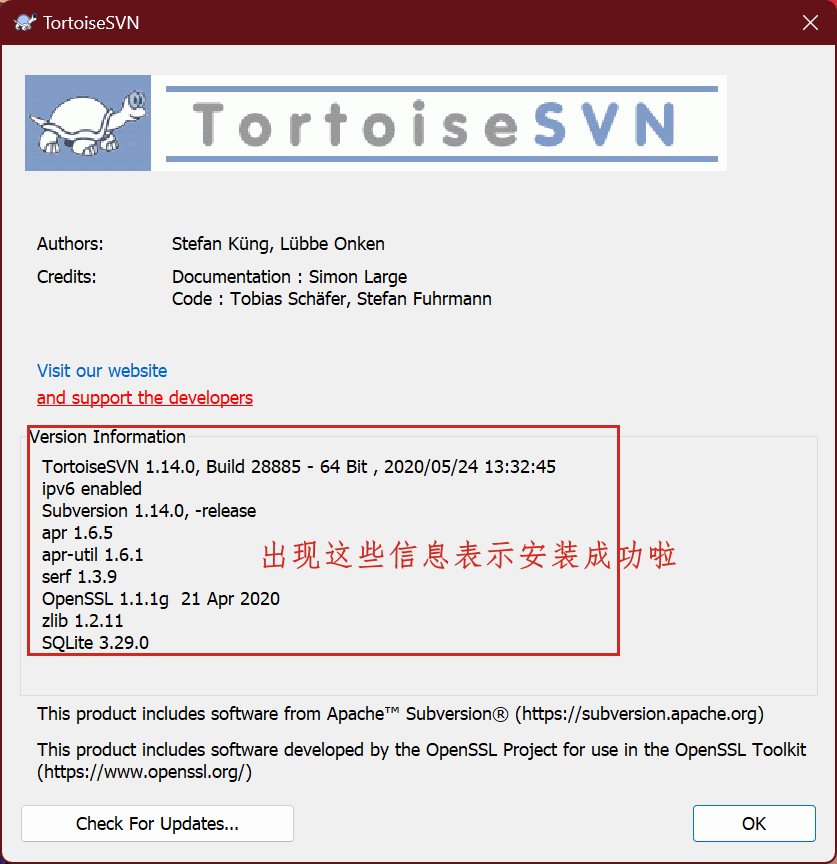 TortoiseSVN
TortoiseSVN
Authors: Stefan Küng, Lübbe Onken
Credits: Documentation : Simon Large
Code : Tobias Schäfer, Stefan Fuhrmann
Visit our website
and support the developers
Version Information
TortoiseSVN 1.14.0, Build 28885 - 64 Bit , 2020/05/24 13:32:45
ipv6 enabled
Subversion 1.14.0, -release
apr 1.6.5
apr-util 1.6.1
出现这些信息表示安装成功啦
serf 1.3.9
OpenSSL 1.1.1g  21 Apr 2020
zlib 1.2.11
SQLite 3.29.0
This product includes software from Apache™ Subversion® (https://subversion.apache.org)
This product includes software developed by the OpenSSL Project for use in the OpenSSL Toolkit
(https://www.openssl.org/)
Check For Updates...
OK